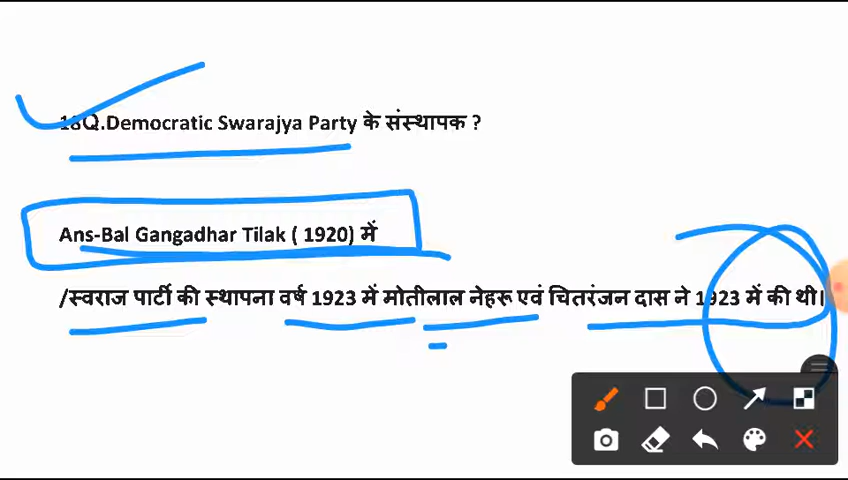 18Q.Democratic Swarajya Party के संस्थापक ?
Ans-Bal Gangadhar Tilak ( 1920) में
/स्वराज पार्टी की स्थापना वर्ष 1923 में मोतीलाल नेहरू एवं चितरंजन दास ने 1923 में की थी।